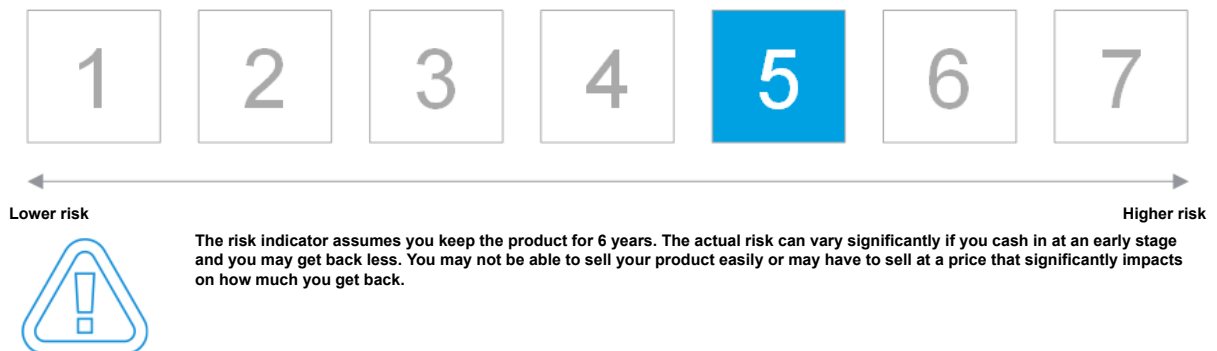 1 2 3 4 5 6 7
Lower risk Higher risk
The risk indicator assumes you keep the product for 6 years. The actual risk can vary significantly if you cash in at an early stage
and you may get back less. You may not be able to sell your product easily or may have to sell at a price that significantly impacts
on how much you get back.